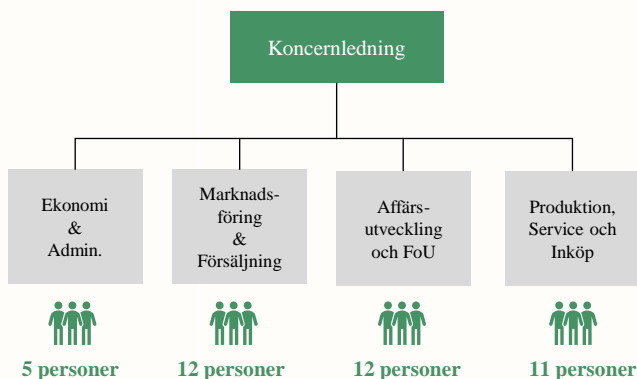 Koncernledning
Ekonomi
&
Admin.
Marknads-
föring
&
Försäljning
Affärs-
utveckling
och FoU
Produktion,
Service och
Inköp
5 personer
12 personer
12 personer
11 personer